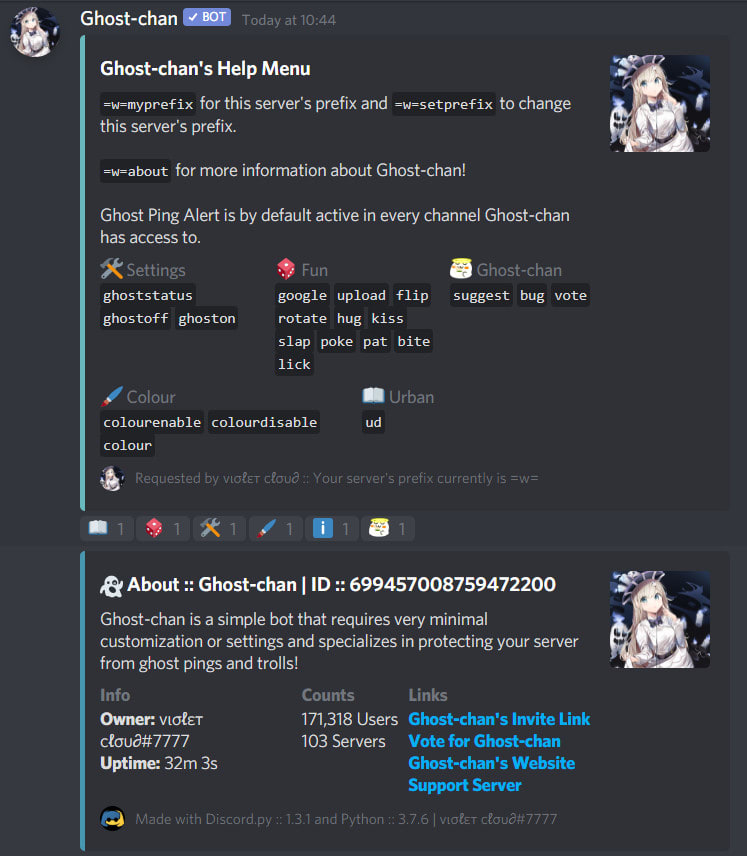 Ghost-chan ✓ BOT Today at 10:44
Ghost-chan's Help Menu
=w=myprefix for this server's prefix and =w=setprefix to change
this server's prefix.
=w=about for more information about Ghost-chan!
Ghost Ping Alert is by default active in every channel Ghost-chan
has access to.
Settings
ghoststatus
ghostoff ghoston
Fun
google upload flip
rotate hug kiss
slap poke pat bite
lick
Ghost-chan
suggest bug vote
Colour
colourenable colourdisable
colour
Urban
ud
Requested by νισℓεт cℓσυ∂ :: Your server's prefix currently is =w=
1 1 1 1 i 1 1
About :: Ghost-chan | ID :: 699457008759472200
Ghost-chan is a simple bot that requires very minimal
customization or settings and specializes in protecting your server
from ghost pings and trolls!
Info
Owner: νισℓεт
cℓσυ∂#7777
Uptime: 32m 3s
Counts
171,318 Users
103 Servers
Links
Ghost-chan's Invite Link
Vote for Ghost-chan
Ghost-chan's Website
Support Server
Made with Discord.py :: 1.3.1 and Python :: 3.7.6 | νισℓεт cℓσυ∂#7777